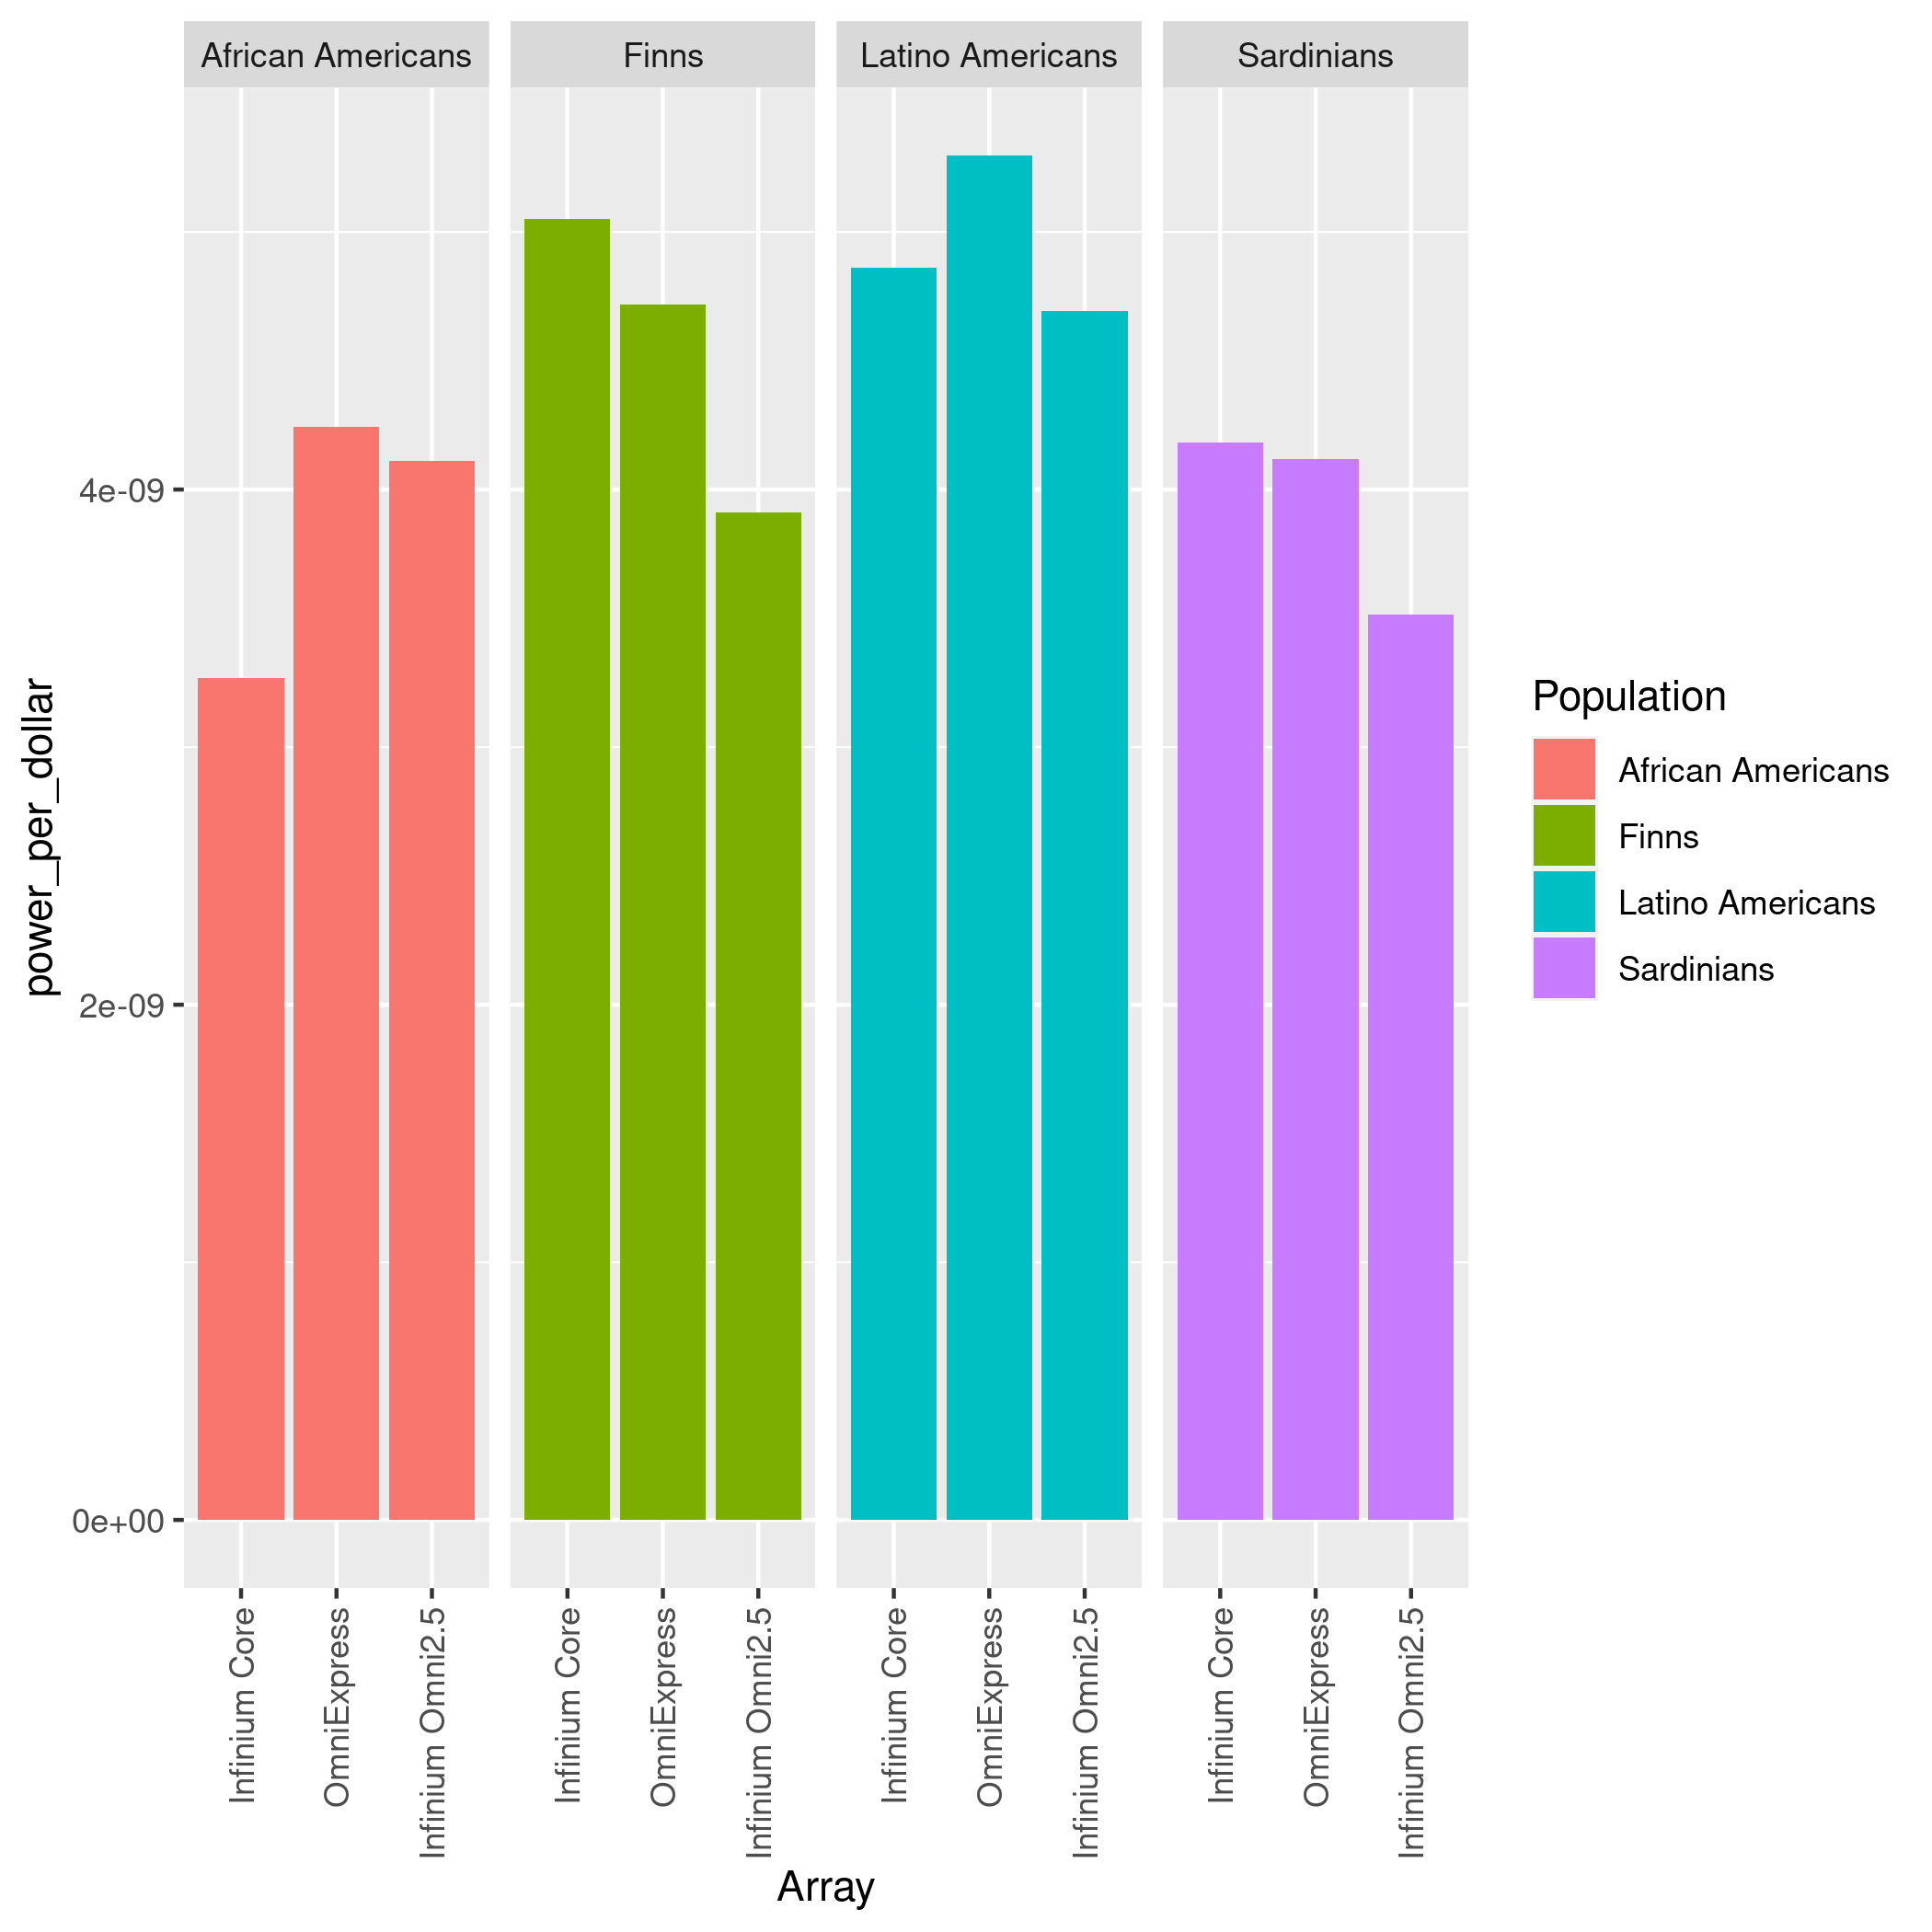 African Americans
Finns
Latino Americans
Sardinians
power_per_dollar
4e-09
2e-09
0e+00
Infinium Core
OmniExpress
Infinium Omni2.5
Infinium Core
OmniExpress
Infinium Omni2.5
Infinium Core
OmniExpress
Infinium Omni2.5
Infinium Core
OmniExpress
Infinium Omni2.5
Array
Population
African Americans
Finns
Latino Americans
Sardinians